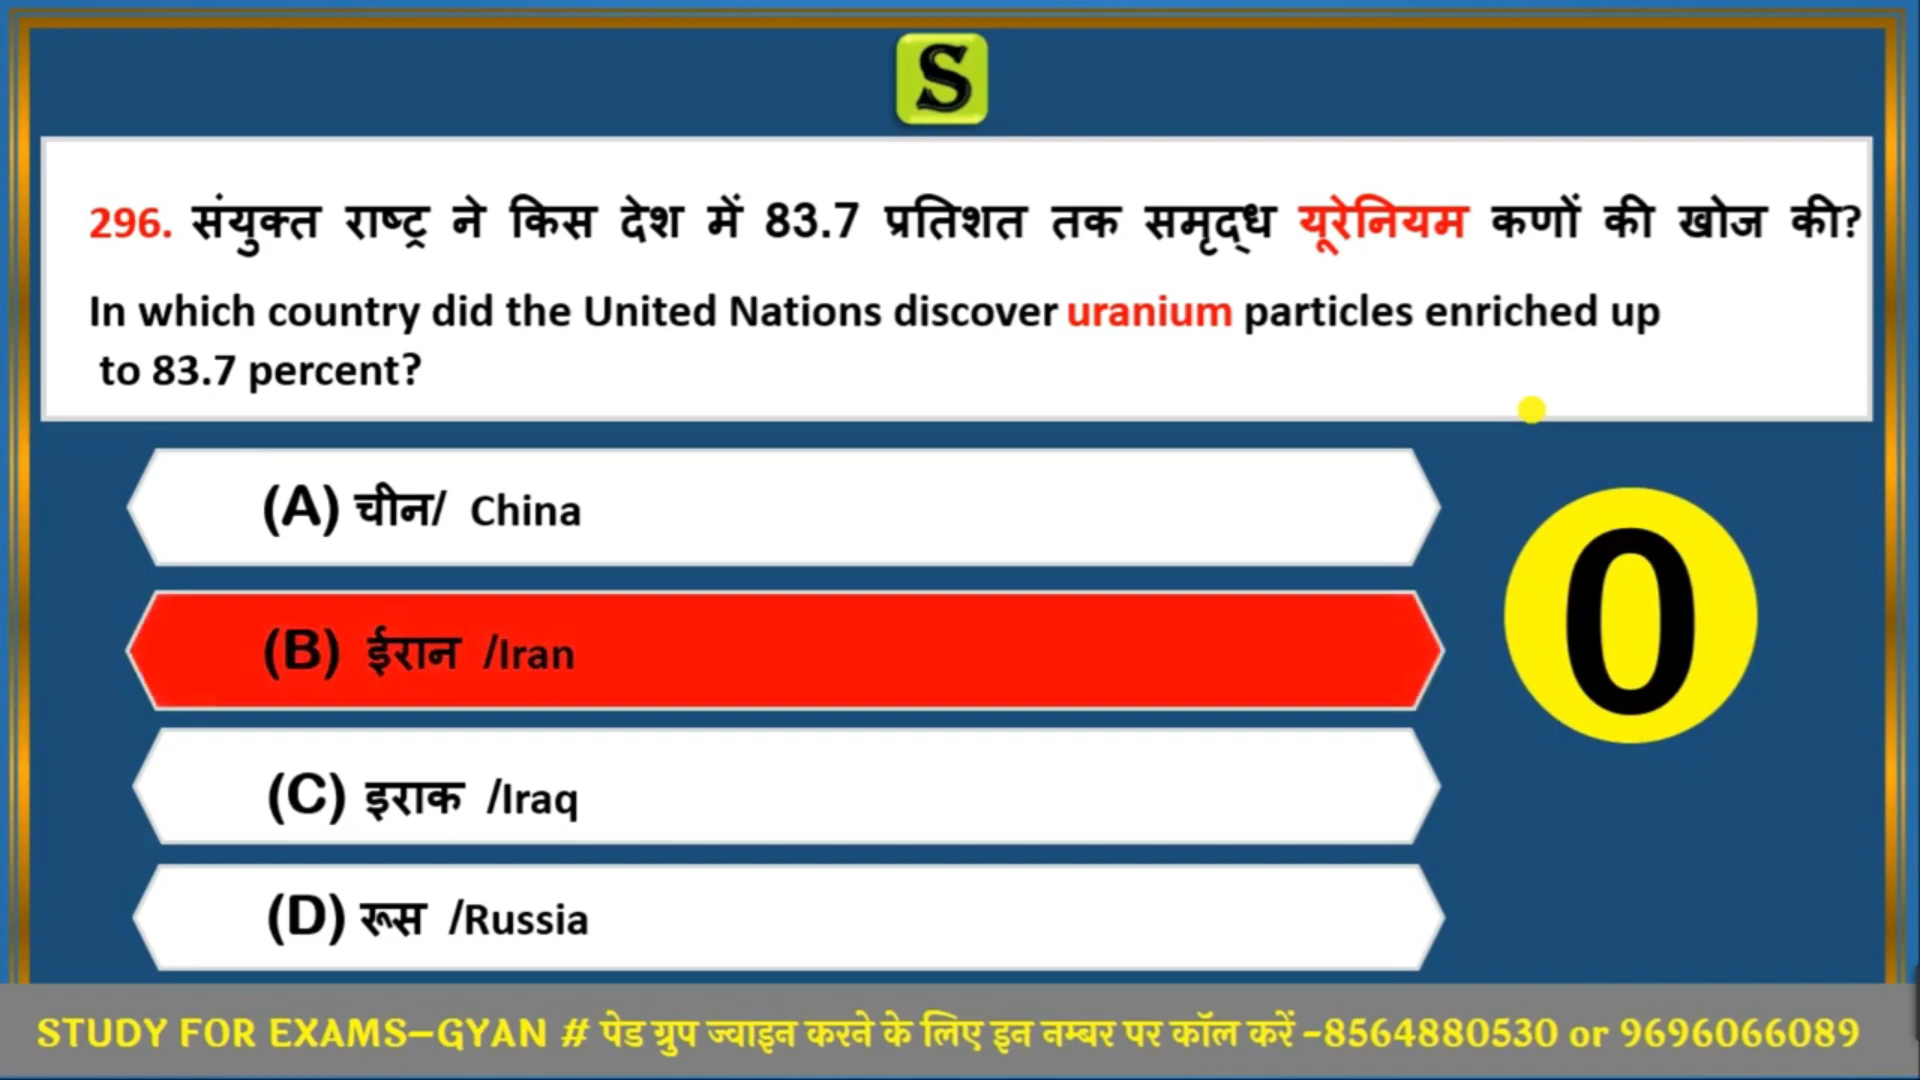 S
296. संयुक्त राष्ट्र ने किस देश में 83.7 प्रतिशत तक समृद्ध यूरेनियम कणों की खोज की?
In which country did the United Nations discover uranium particles enriched up
to 83.7 percent?
(A) चीन/ China
(B) ईरान /Iran
0
(C) इराक /Iraq
(D) रूस /Russia
STUDY FOR EXAMS–GYAN # पेड ग्रुप ज्वाइन करने के लिए इन नम्बर पर कॉल करें -8564880530 or 9696066089